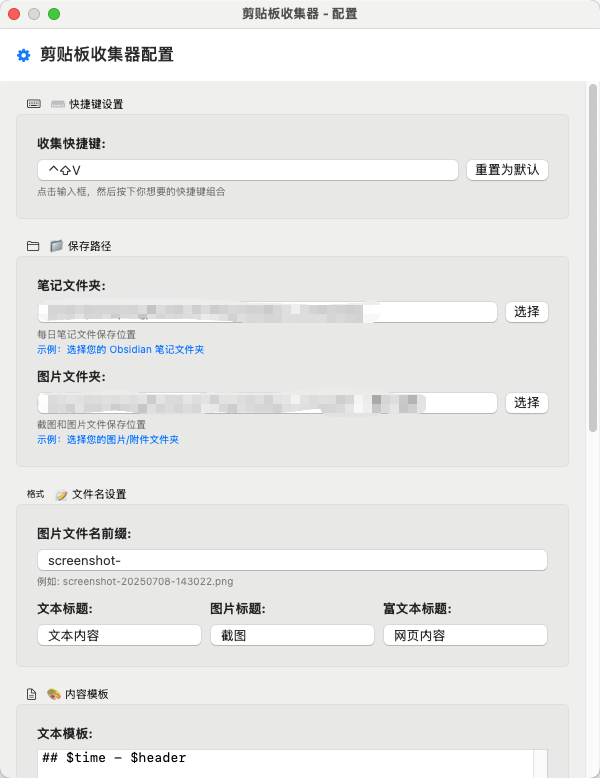 剪贴板收集器 - 配置
剪贴板收集器配置
快捷键设置
收集快捷键:
⌃⇧V
重置为默认
点击输入框，然后按下你想要的快捷键组合
保存路径
笔记文件夹:
选择
每日笔记文件保存位置
示例：选择您的 Obsidian 笔记文件夹
图片文件夹:
选择
截图和图片文件保存位置
示例：选择您的图片/附件文件夹
格式 文件名设置
图片文件名前缀:
screenshot-
例如: screenshot-20250708-143022.png
文本标题: 图片标题: 富文本标题:
文本内容 截图 网页内容
内容模板
文本模板:
## $time - $header